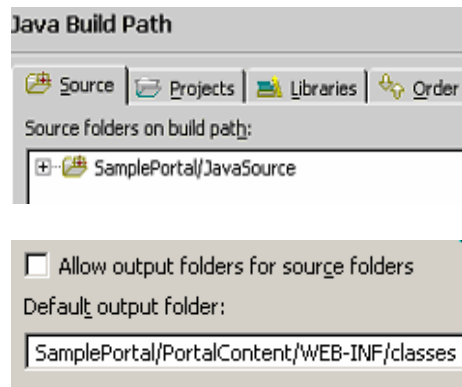 Java Build Path
Source Projects Libraries Order
Source folders on build path:
SamplePortal/JavaSource
Allow output folders for source folders
Default output folder:
SamplePortal/PortalContent/WEB-INF/classes